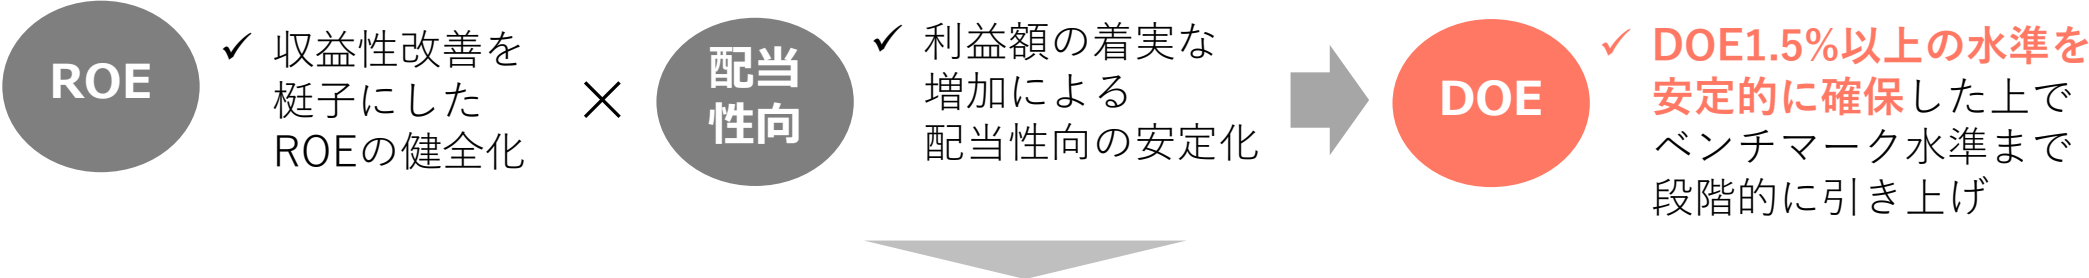 ROE
✓ 収益性改善を
梃子にした
ROEの健全化
×
配当
性向
✓ 利益額の着実な
増加による
配当性向の安定化
DOE
✓ DOE1.5%以上の水準を
安定的に確保した上で
ベンチマーク水準まで
段階的に引き上げ